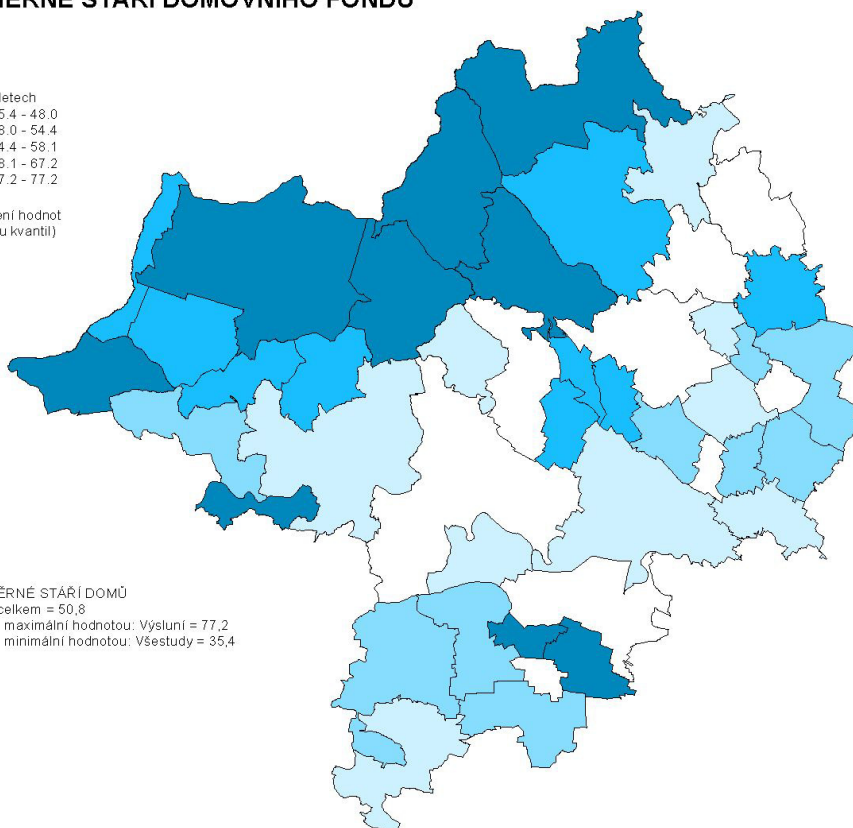 MĚRNÉ STÁŘÍ DOMOVNÍHO FONDU
letech
5.4 - 48.0
8.0 - 54.4
4.4 - 58.1
8.1 - 67.2
7.2 - 77.2
ení hodnot
u kvantil)
ĚRNÉ STÁŘÍ DOMŮ
celkem = 50,8
maximální hodnotou: Výsluní = 77,2
minimální hodnotou: Všestudy = 35,4